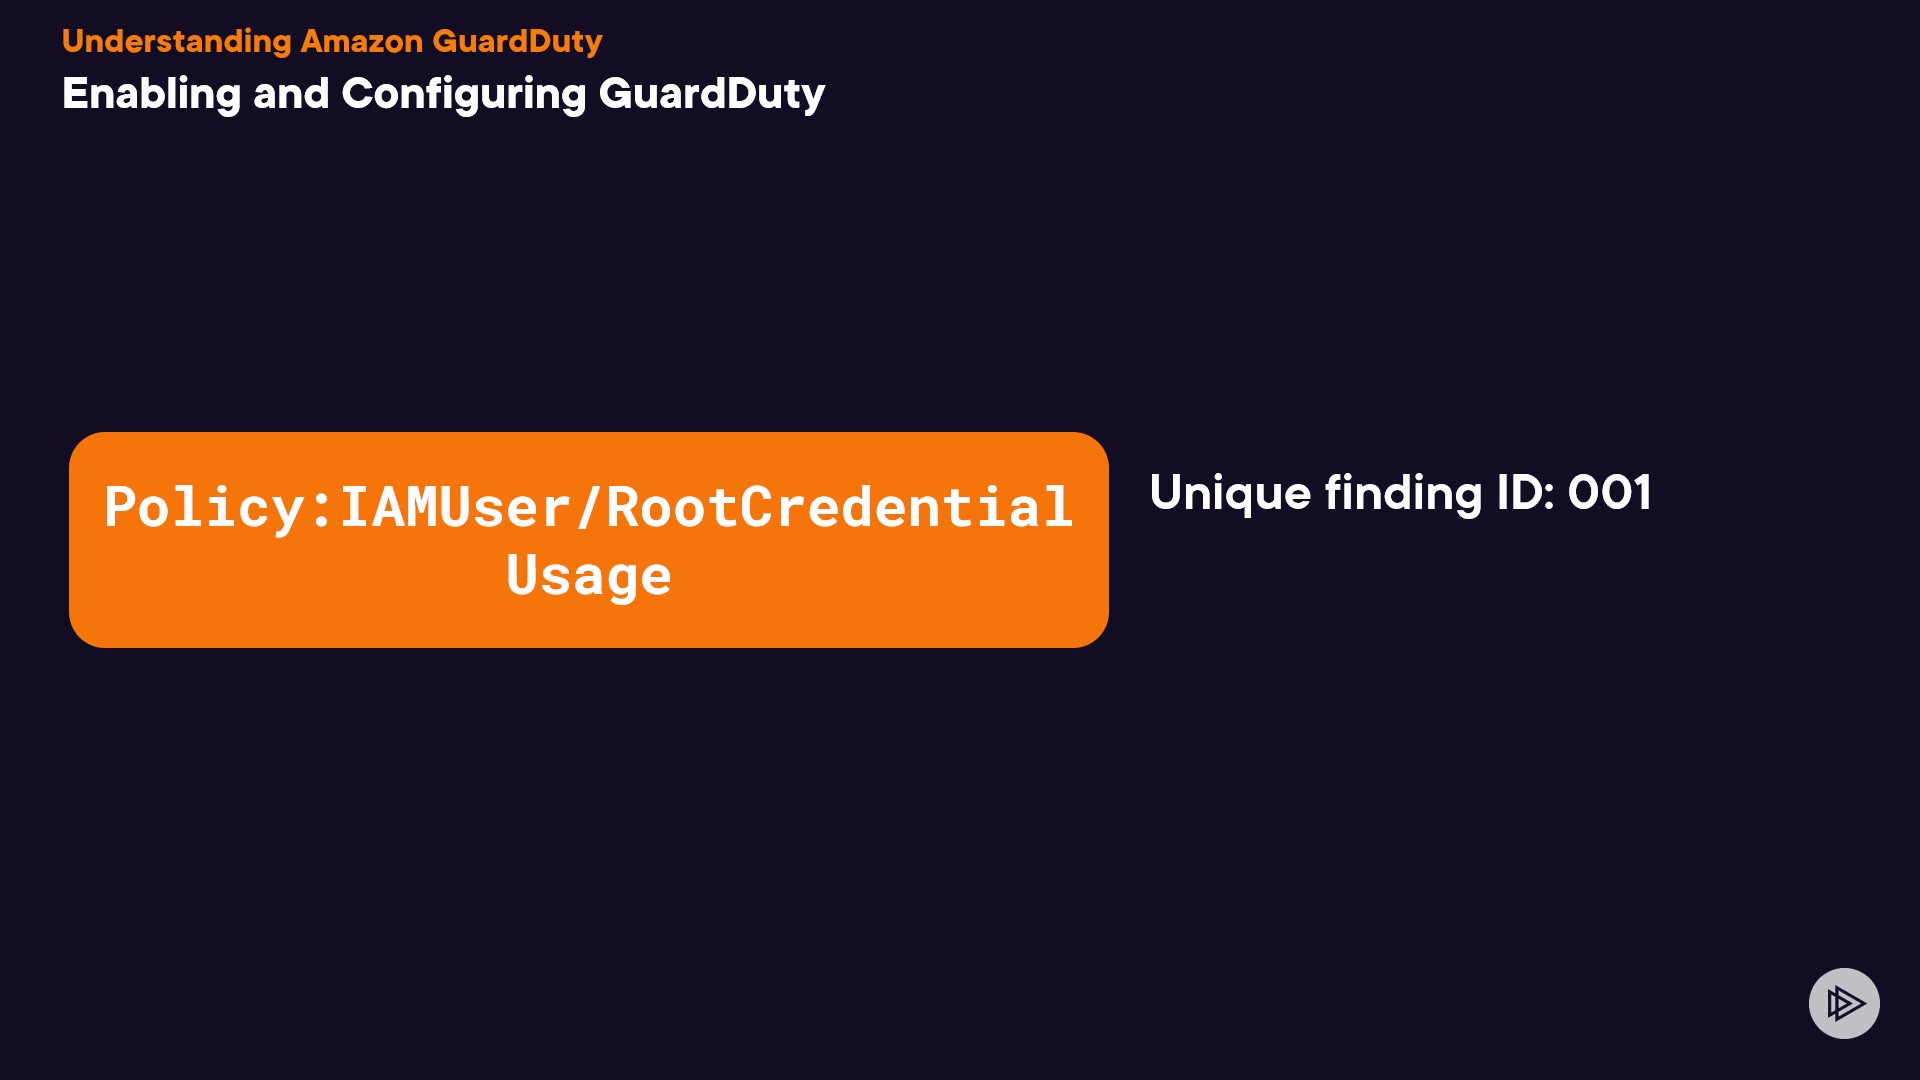 Understanding Amazon GuardDuty
Enabling and Configuring GuardDuty
Policy:IAMUser/RootCredential
Usage
Unique finding ID: 001